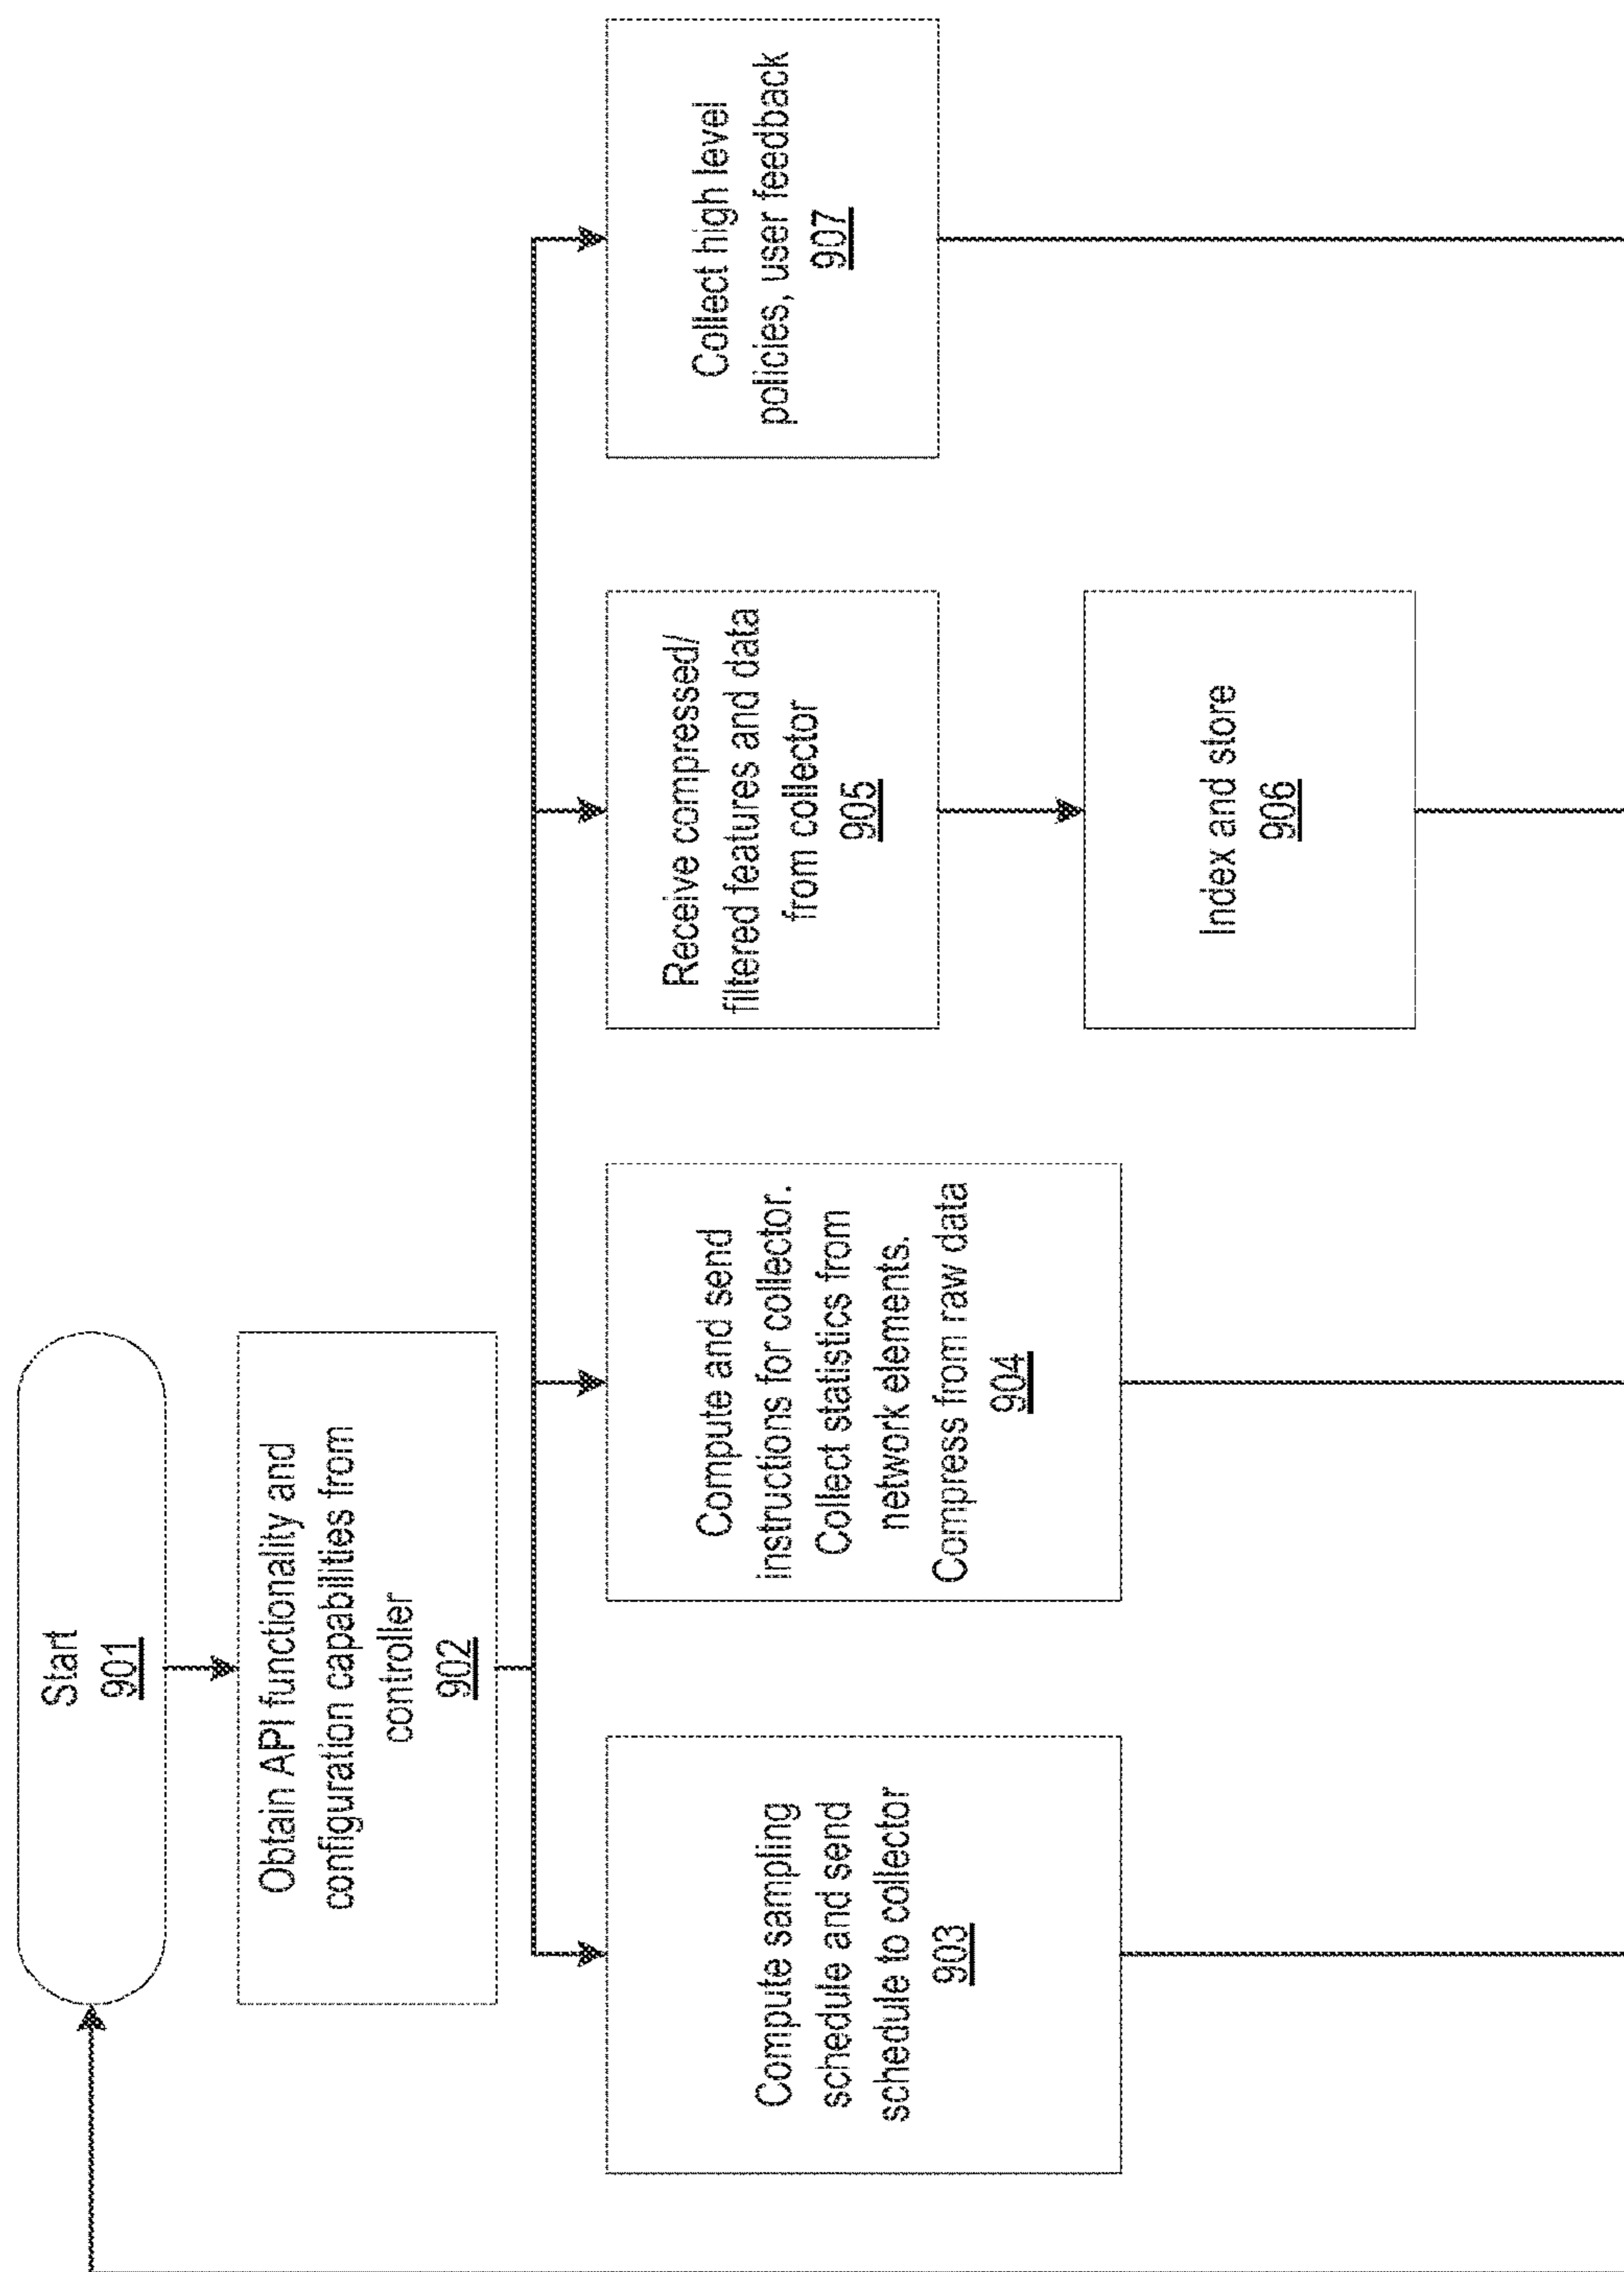 Start
901
Obtain API functionality and
configuration capabilities from
controller
902
Compute sampling
schedule and send
schedule to collector
903
Compute and send
instructions for collector.
Collect statistics from
network elements.
Compress from raw data
904
Receive compressed/
filtered features and data
from collector
905
Index and store
906
Collect high level
policies, user feedback
907